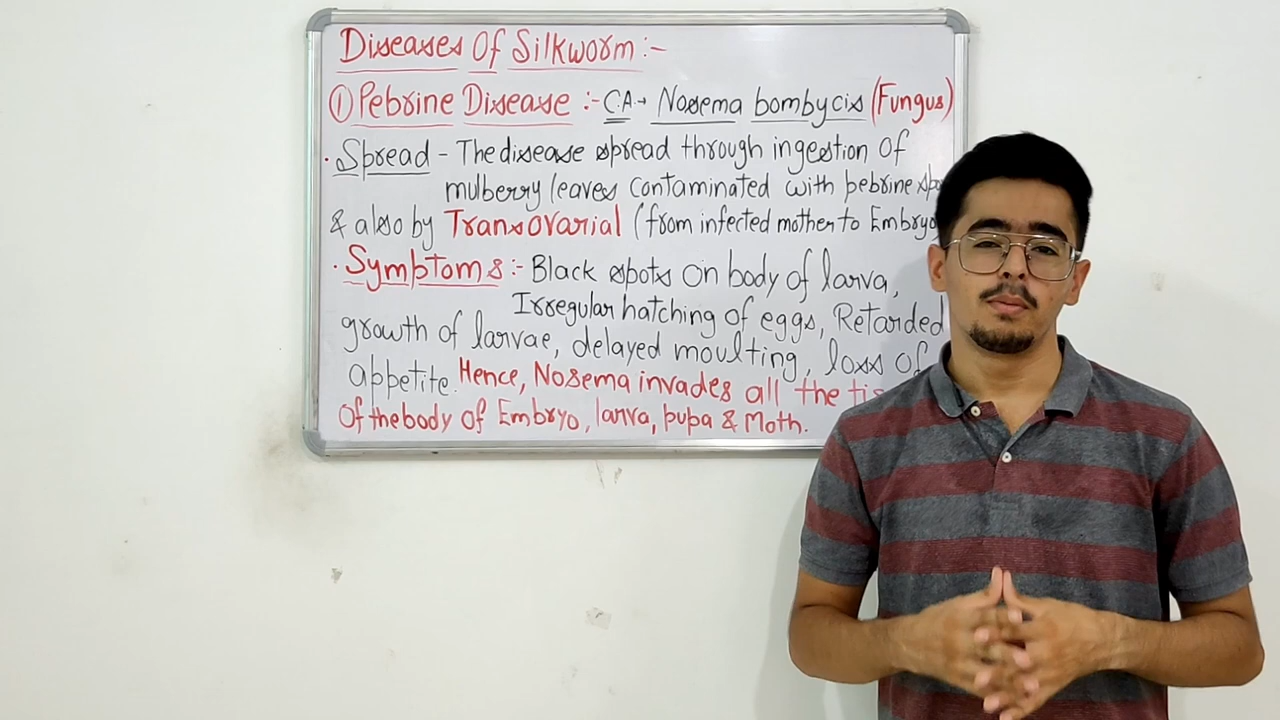 Diseases Of Silkworm :-
① Pebrine Disease :- C.A → Nosema bombycis (Fungus)
• Spread - The disease spread through ingestion of
mulberry leaves contaminated with pebrine
& also by Transovarial (from infected mother to Embryo
• Symptoms :- Black spots on body of larva,
Irregular hatching of eggs, Retarded
growth of larvae, delayed moulting, loss of
appetite. Hence, Nosema invades all the
Of the body of Embryo, larva, pupa & Moth.